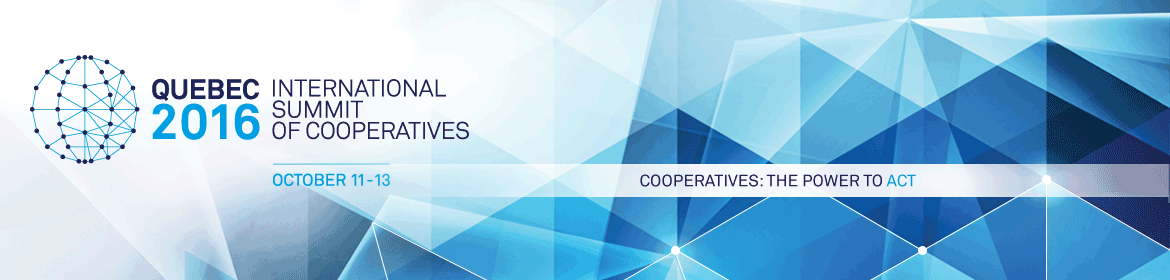 QUEBEC
2016
INTERNATIONAL
SUMMIT
OF COOPERATIVES
OCTOBER 11-13
COOPERATIVES: THE POWER TO ACT